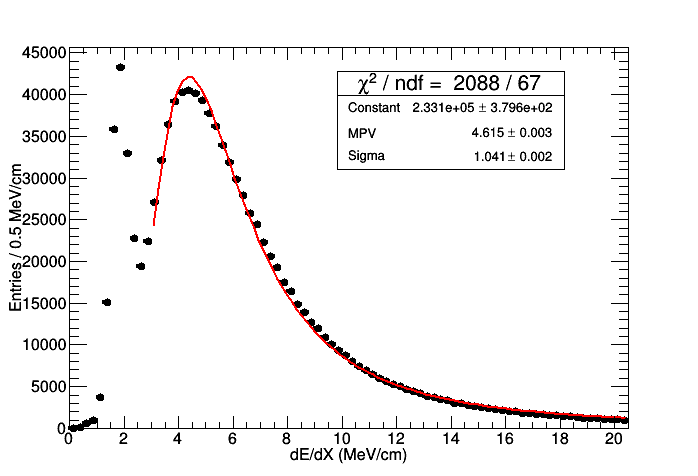 χ² / ndf = 2088 / 67
Constant 2.331e+05 ± 3.796e+02
MPV 4.615 ± 0.003
Sigma 1.041 ± 0.002
Entries / 0.5 MeV/cm
45000
40000
35000
30000
25000
20000
15000
10000
5000
0
0 2 4 6 8 10 12 14 16 18 20
dE/dX (MeV/cm)